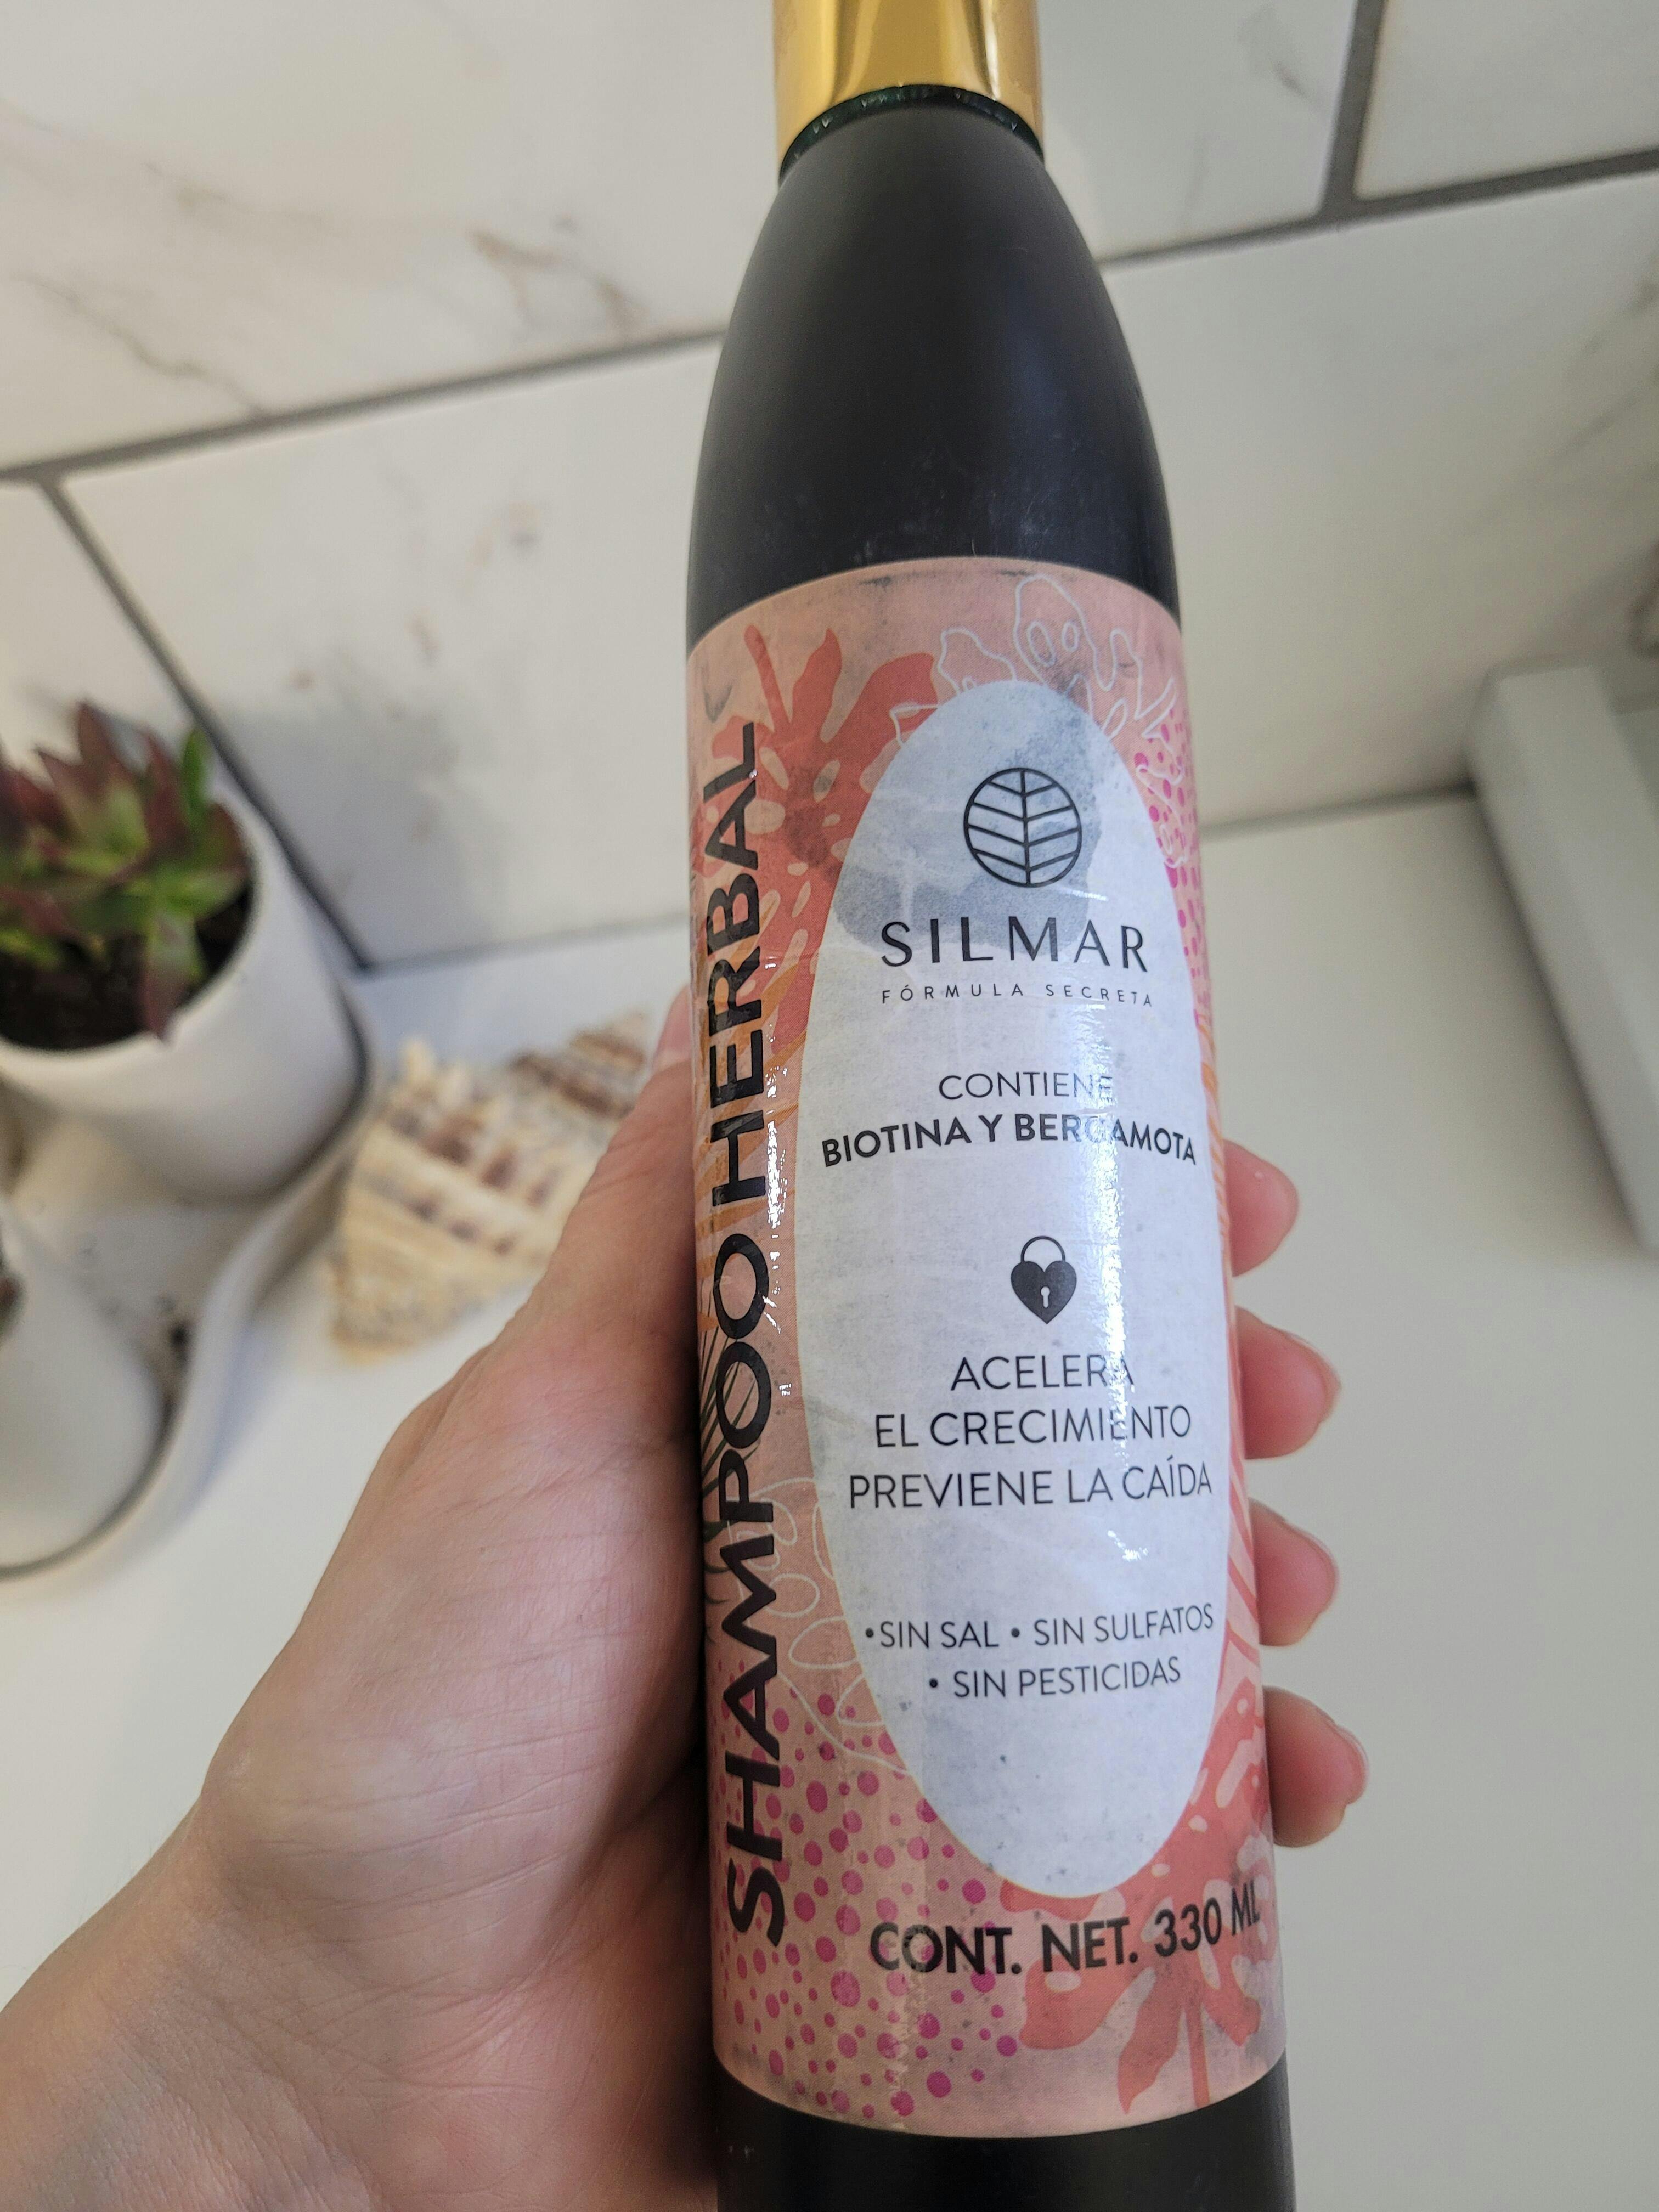 SHAMPOO HERBAL
SILMAR
FÓRMULA SECRETA
CONTIENE
BIOTINA Y BERGAMOTA
ACELERA
EL CRECIMIENTO
PREVIENE LA CAÍDA
•SIN SAL • SIN SULFATOS
• SIN PESTICIDAS
CONT. NET. 330 ML